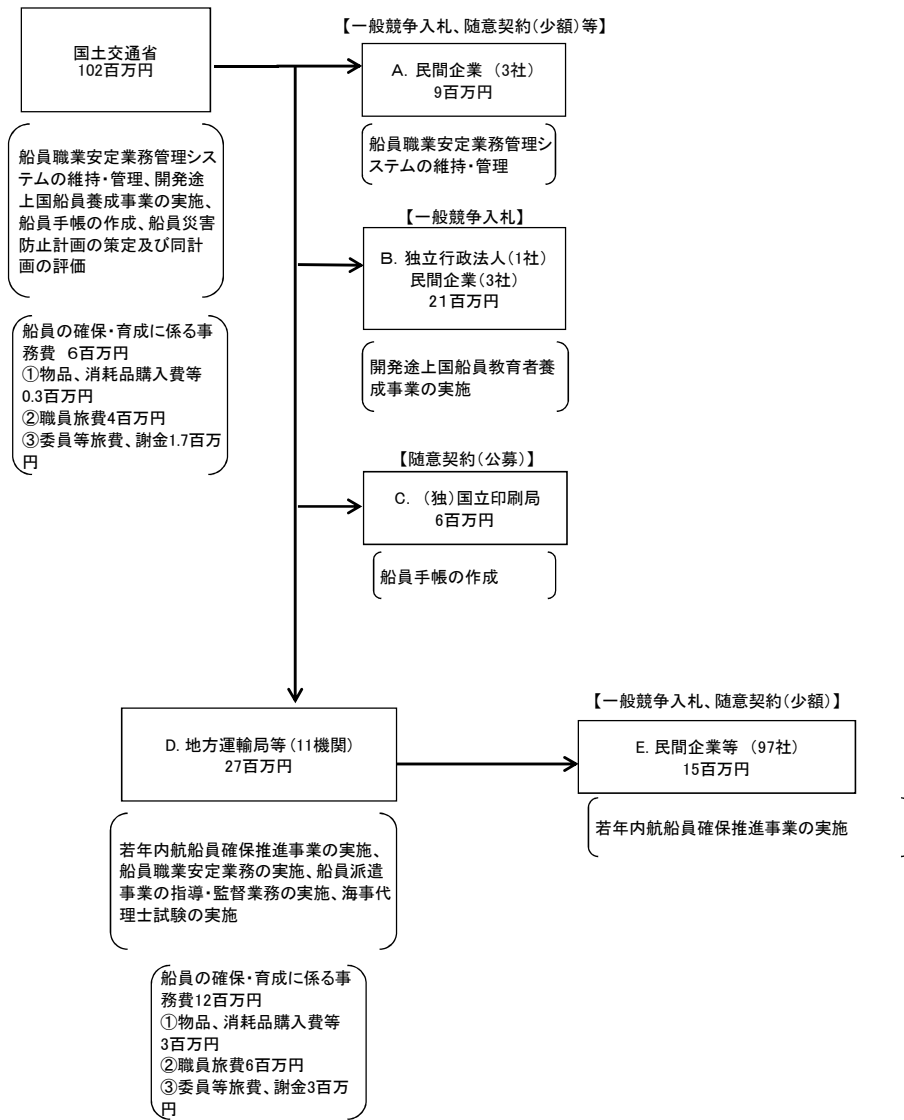 【一般競争入札、随意契約(少額)等】
国土交通省
102百万円
A. 民間企業 (3社)
9百万円
船員職業安定業務管理シス
テムの維持・管理、開発途
上国船員養成事業の実施、
船員手帳の作成、船員災害
防止計画の策定及び同計
画の評価
船員職業安定業務管理シ
ステムの維持・管理
【一般競争入札】
B. 独立行政法人(1社)
民間企業(3社)
21百万円
船員の確保・育成に係る事
務費 6百万円
①物品、消耗品購入費等
0.3百万円
②職員旅費4百万円
③委員等旅費、謝金1.7百万
円
開発途上国船員教育者養
成事業の実施
【随意契約(公募)】
C. (独)国立印刷局
6百万円
船員手帳の作成
D. 地方運輸局等(11機関)
27百万円
【一般競争入札、随意契約(少額)】
E. 民間企業等 (97社)
15百万円
若年内航船員確保推進事業の実施、
船員職業安定業務の実施、船員派遣
事業の指導・監督業務の実施、海事代
理士試験の実施
若年内航船員確保推進事業の実施
船員の確保・育成に係る事
務費12百万円
①物品、消耗品購入費等
3百万円
②職員旅費6百万円
③委員等旅費、謝金3百万
円